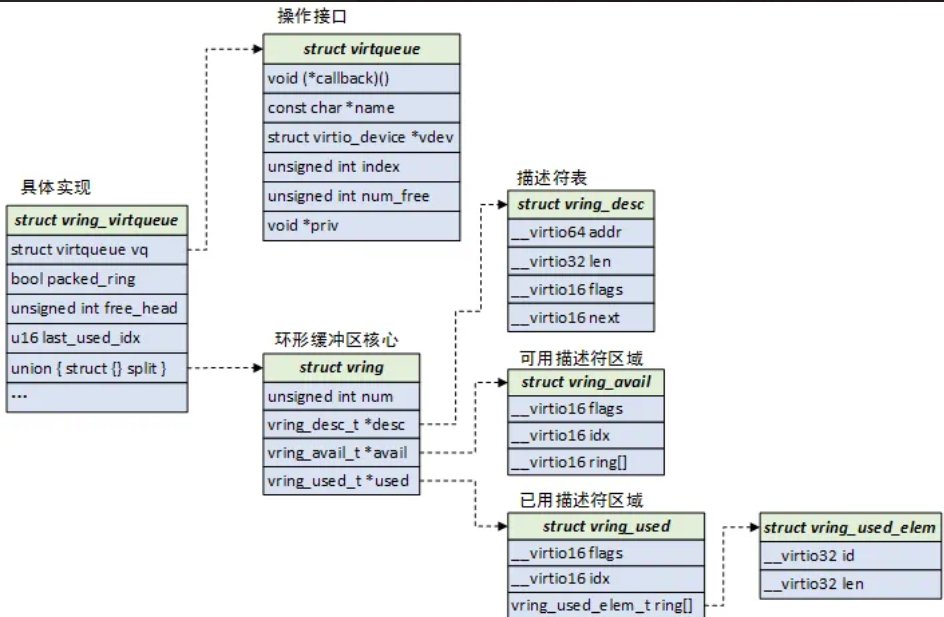 操作接口
struct virtqueue
void (*callback)()
const char *name
struct virtio_device *vdev
unsigned int index
unsigned int num_free
void *priv
具体实现
struct vring_virtqueue
struct virtqueue vq
bool packed_ring
unsigned int free_head
u16 last_used_idx
union { struct {} split }
...
环形缓冲区核心
struct vring
unsigned int num
vring_desc_t *desc
vring_avail_t *avail
vring_used_t *used
描述符表
struct vring_desc
__virtio64 addr
__virtio32 len
__virtio16 flags
__virtio16 next
可用描述符区域
struct vring_avail
__virtio16 flags
__virtio16 idx
__virtio16 ring[]
已用描述符区域
struct vring_used
__virtio16 flags
__virtio16 idx
vring_used_elem_t ring[]
struct vring_used_elem
__virtio32 id
__virtio32 len